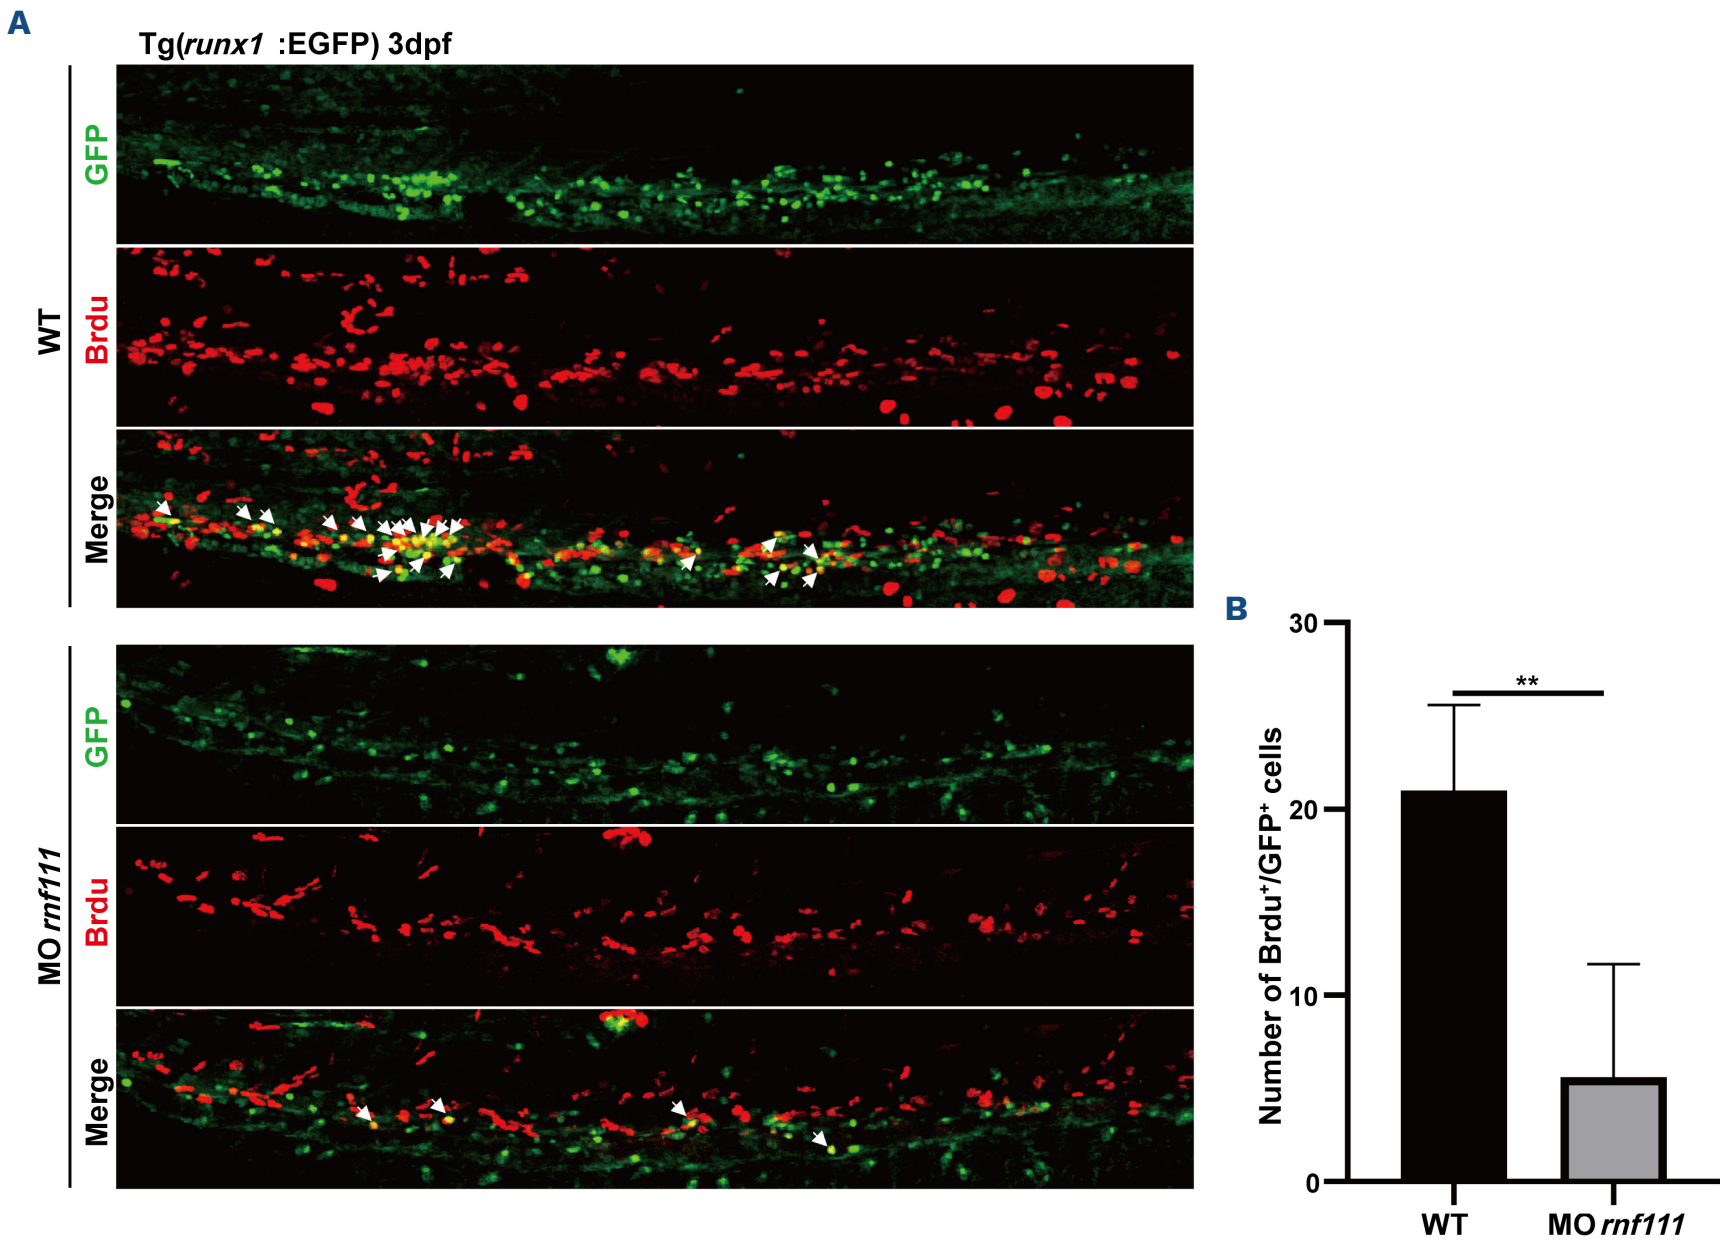 A
Tg(runx1 :EGFP) 3dpf
WT
GFP
Brdu
Merge
MO rnf111
GFP
Brdu
Merge
B
Number of Brdu⁺/GFP⁺ cells
30
20
10
0
**
WT
MO rnf111